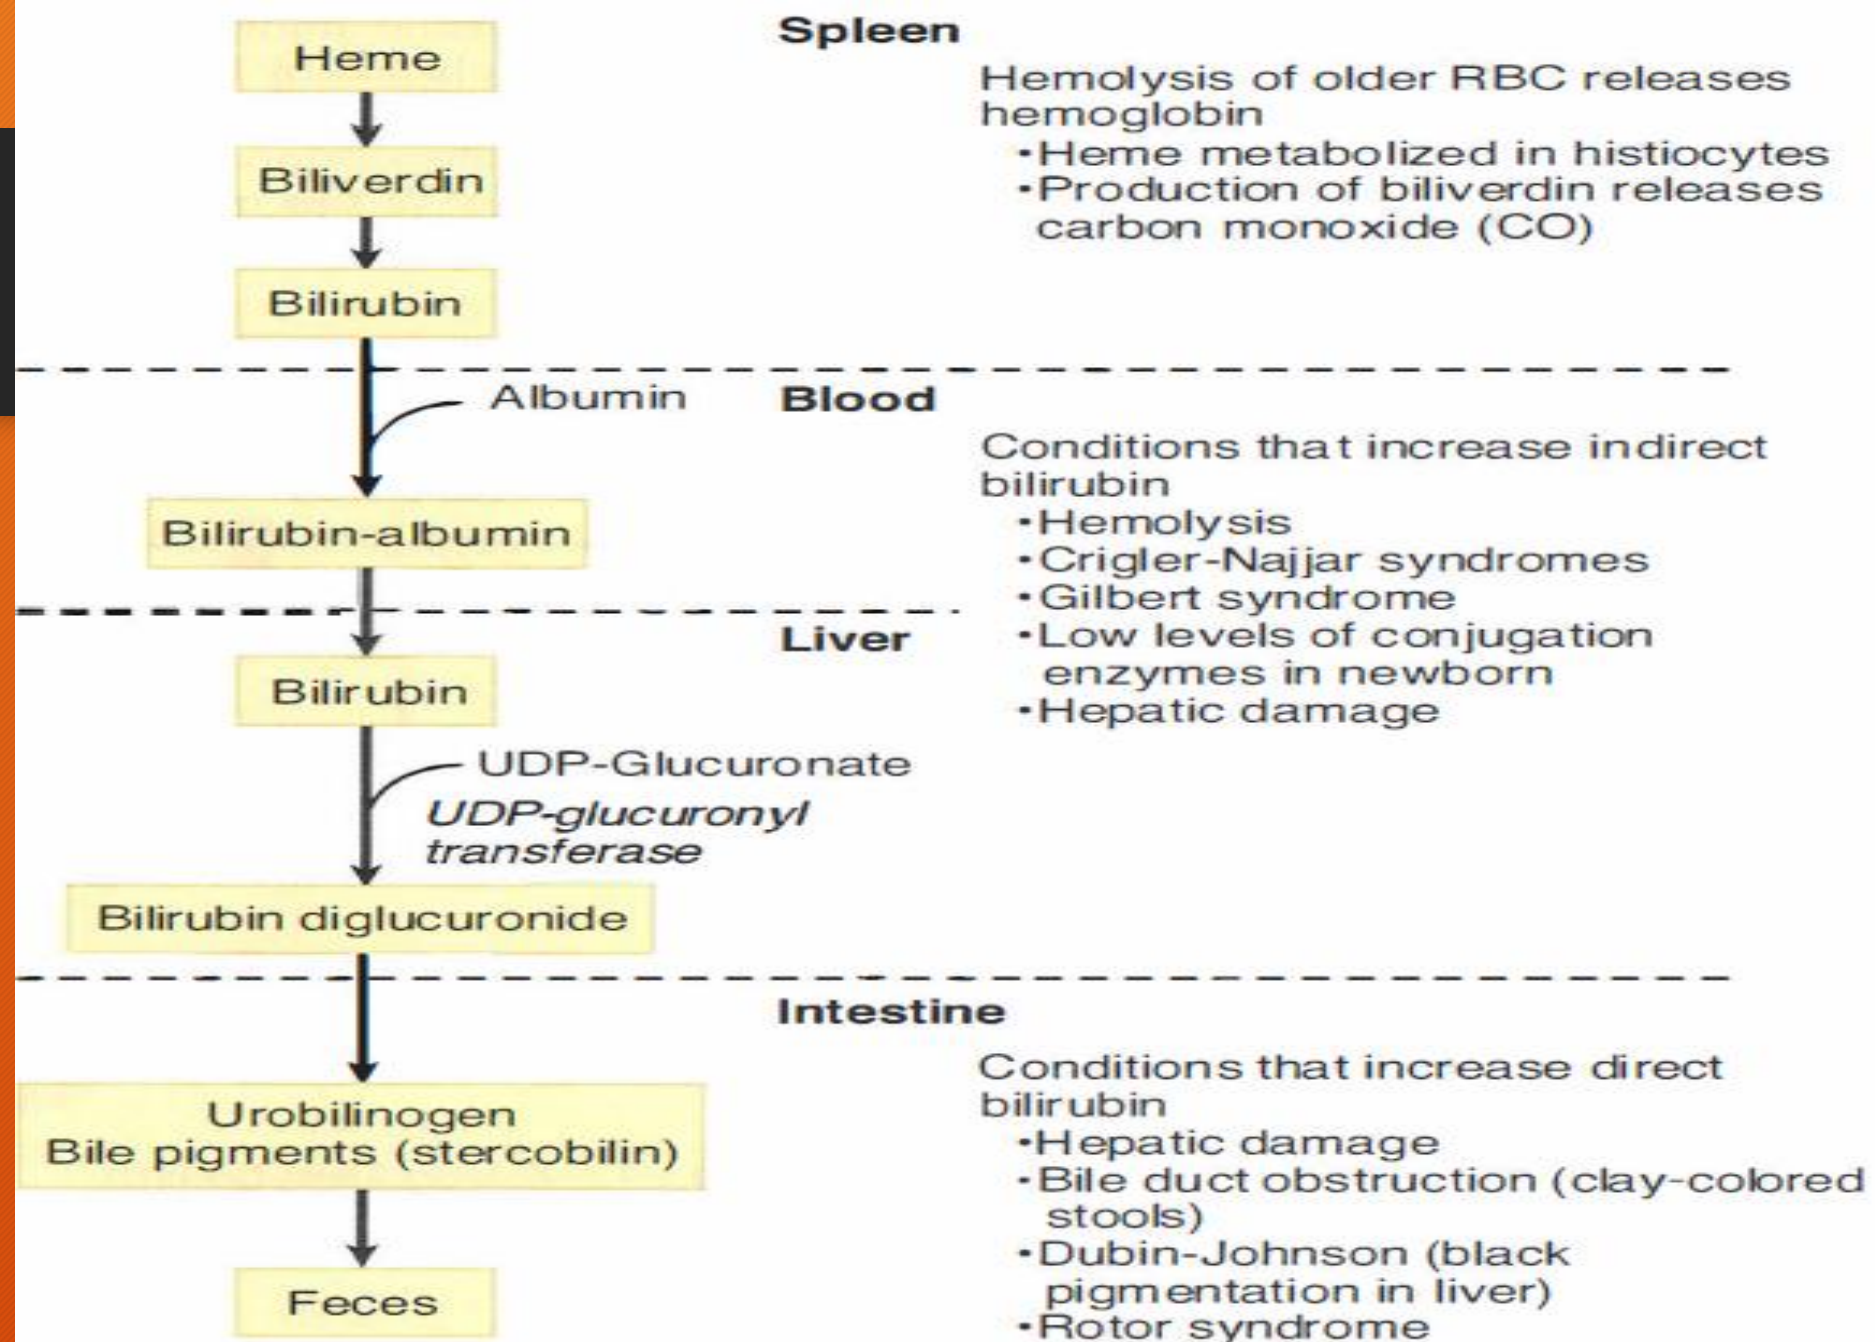 Spleen
Heme
Hemolysis of older RBC releases
hemoglobin
•Heme metabolized in histiocytes
•Production of biliverdin releases
carbon monoxide (CO)
Biliverdin
Bilirubin
Albumin
Blood
Bilirubin-albumin
Conditions that increase indirect
bilirubin
•Hemolysis
•Crigler-Najjar syndromes
•Gilbert syndrome
•Low levels of conjugation
enzymes in newborn
•Hepatic damage
Liver
Bilirubin
UDP-Glucuronate
UDP-glucuronyl
transferase
Bilirubin diglucuronide
Intestine
Urobilinogen
Bile pigments (stercobilin)
Feces
Conditions that increase direct
bilirubin
•Hepatic damage
•Bile duct obstruction (clay-colored
stools)
•Dubin-Johnson (black
pigmentation in liver)
•Rotor syndrome